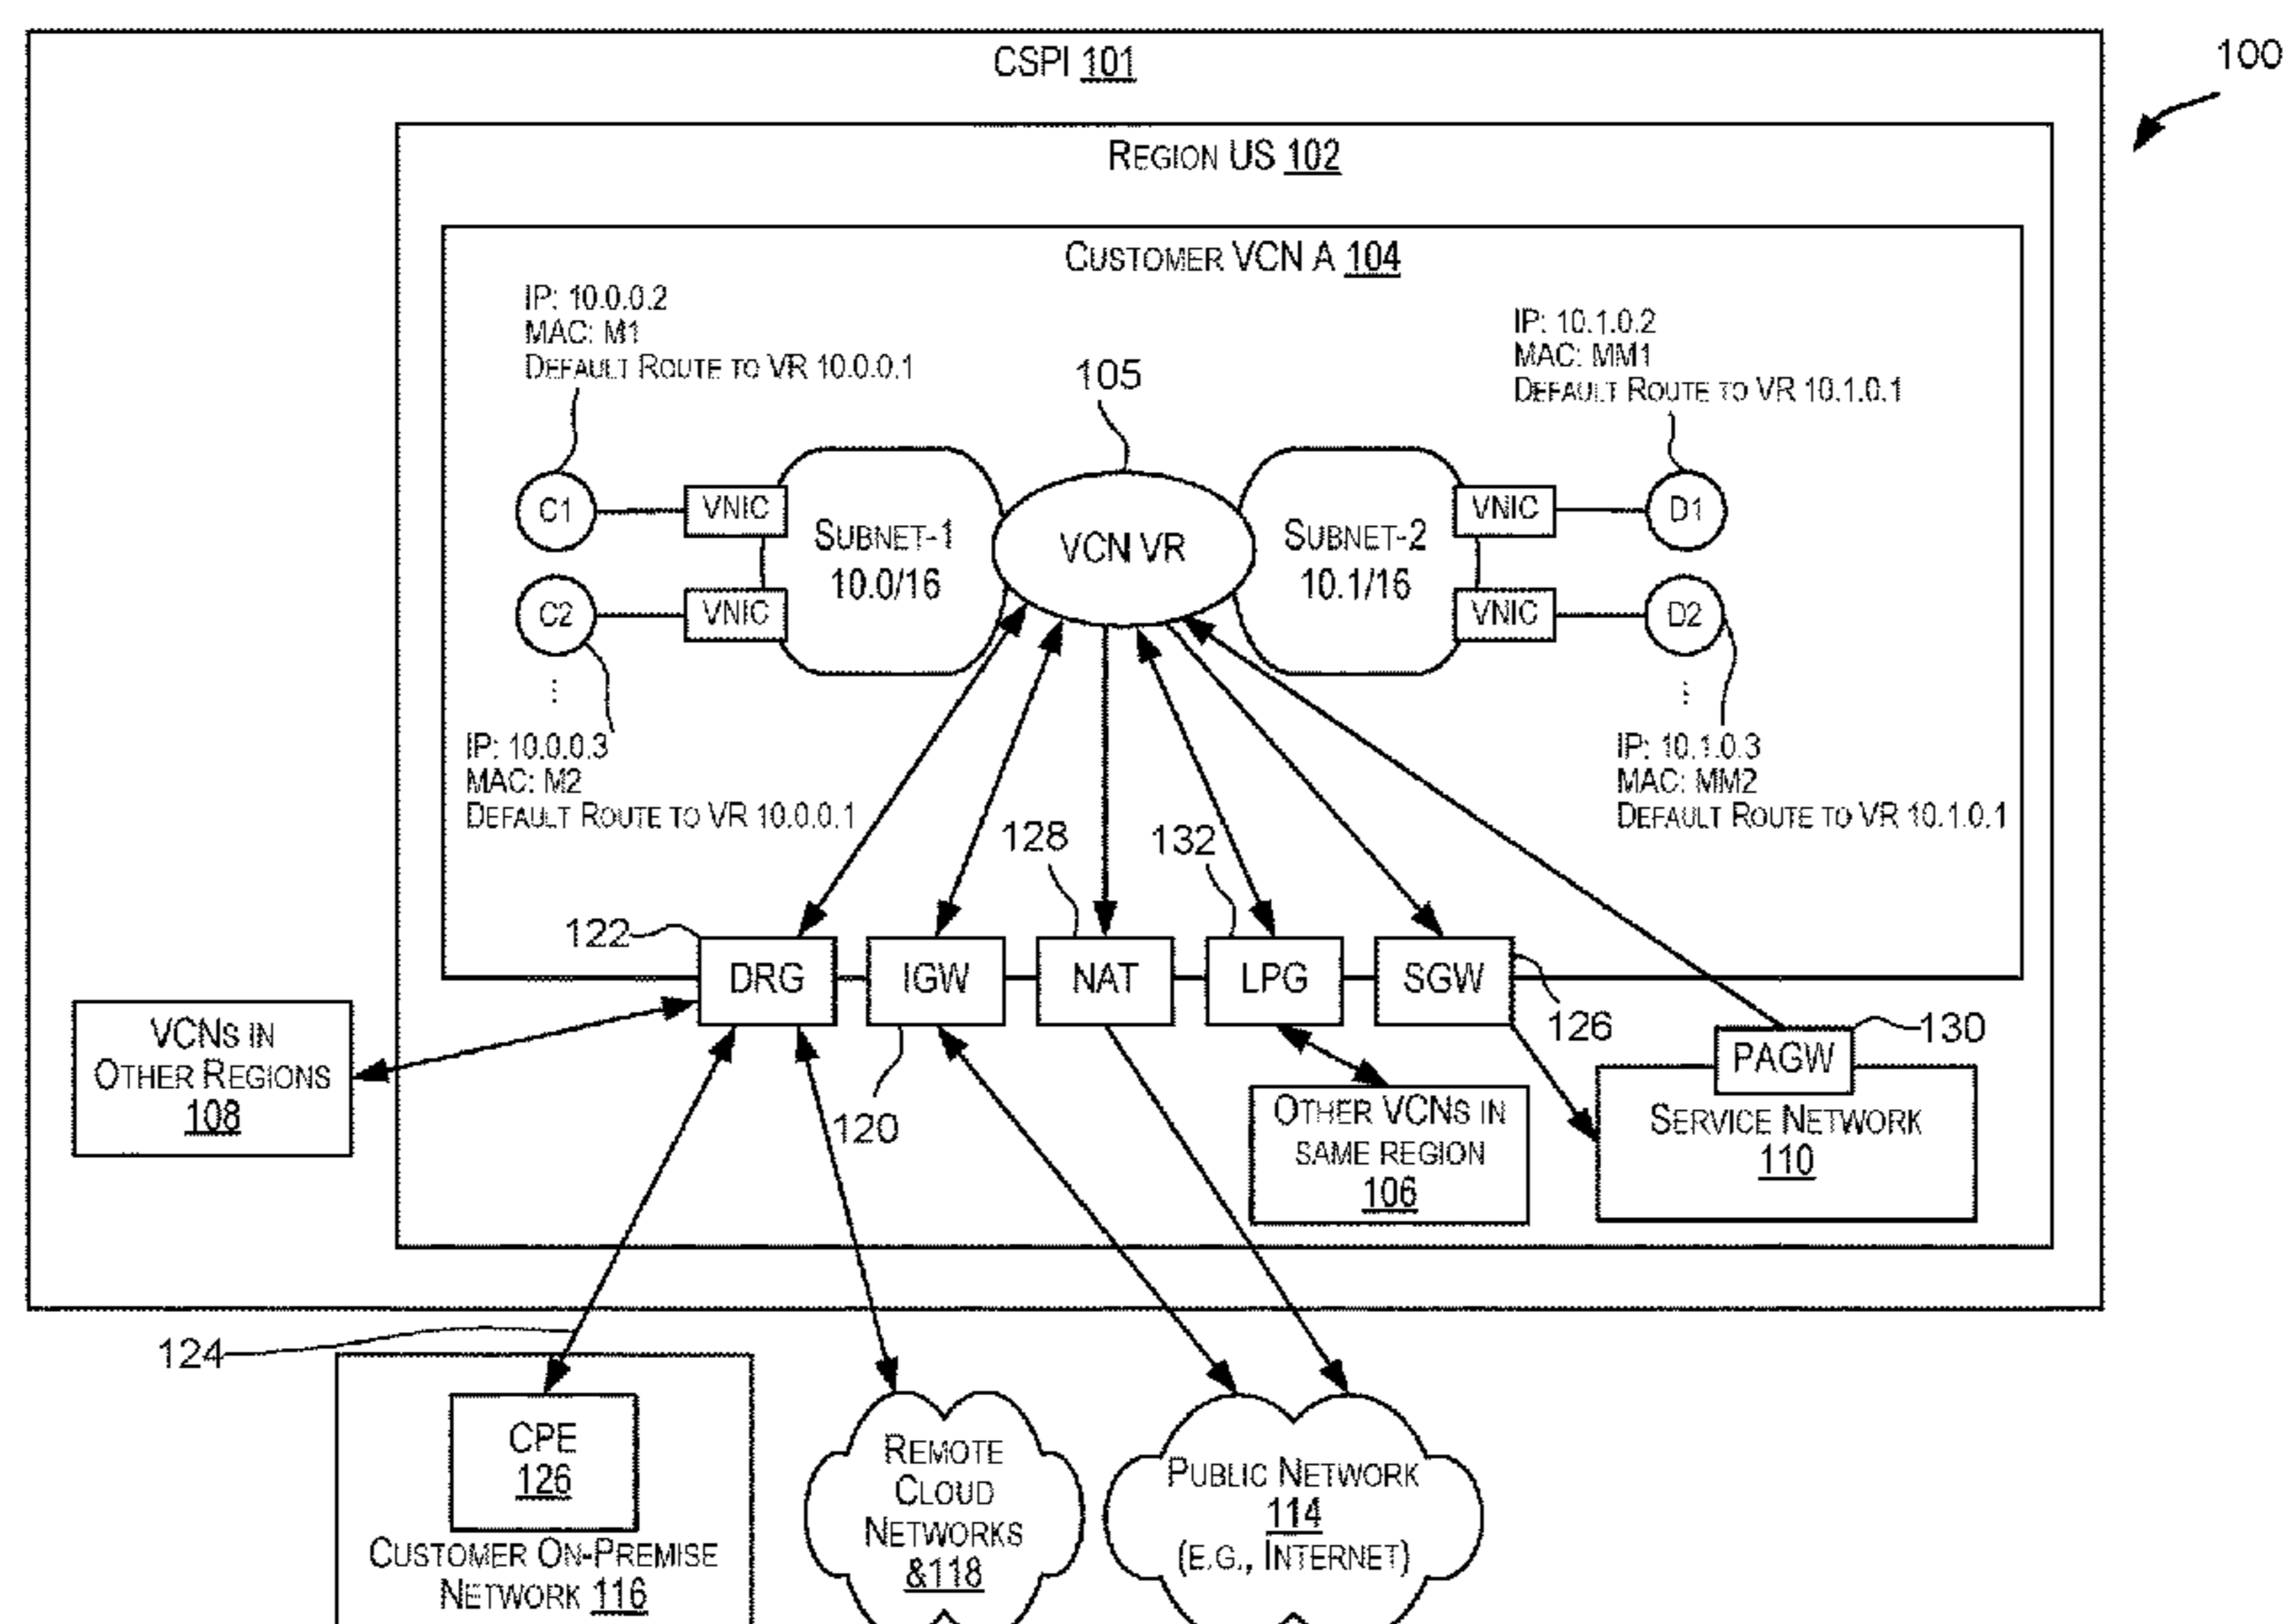 CSPI 101
100
REGION US 102
CUSTOMER VCN A 104
IP: 10.0.0.2
MAC: M1
DEFAULT ROUTE TO VR 10.0.0.1
IP: 10.1.0.2
MAC: MM1
DEFAULT ROUTE TO VR 10.1.0.1
105
C1
VNIC
SUBNET-1
10.0/16
VCN VR
SUBNET-2
10.1/16
VNIC
D1
C2
VNIC
VNIC
D2
IP: 10.0.0.3
MAC: M2
DEFAULT ROUTE TO VR 10.0.0.1
IP: 10.1.0.3
MAC: MM2
DEFAULT ROUTE TO VR 10.1.0.1
128
132
122
DRG
IGW
NAT
LPG
SGW
126
130
PAGW
VCNS IN
OTHER REGIONS
108
120
OTHER VCNS IN
SAME REGION
106
SERVICE NETWORK
110
124
CPE
126
CUSTOMER ON-PREMISE
NETWORK 116
REMOTE
CLOUD
NETWORKS
&118
PUBLIC NETWORK
114
(E.G., INTERNET)